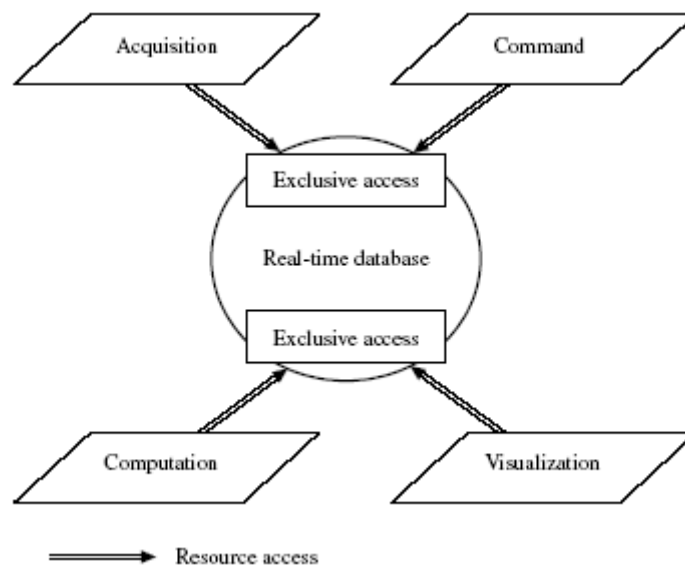 Acquisition
Command
Exclusive access
Real-time database
Exclusive access
Computation
Visualization
Resource access